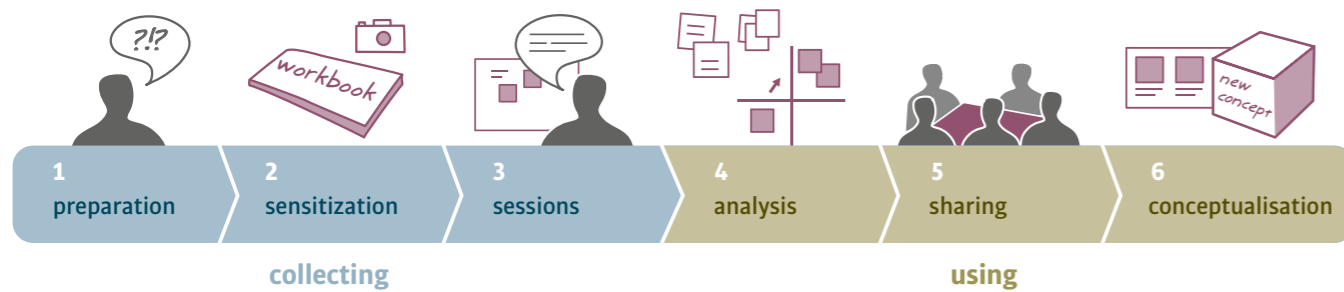 ?!?
workbook
new
concept
1
preparation
2
sensitization
3
sessions
4
analysis
5
sharing
6
conceptualisation
collecting
using